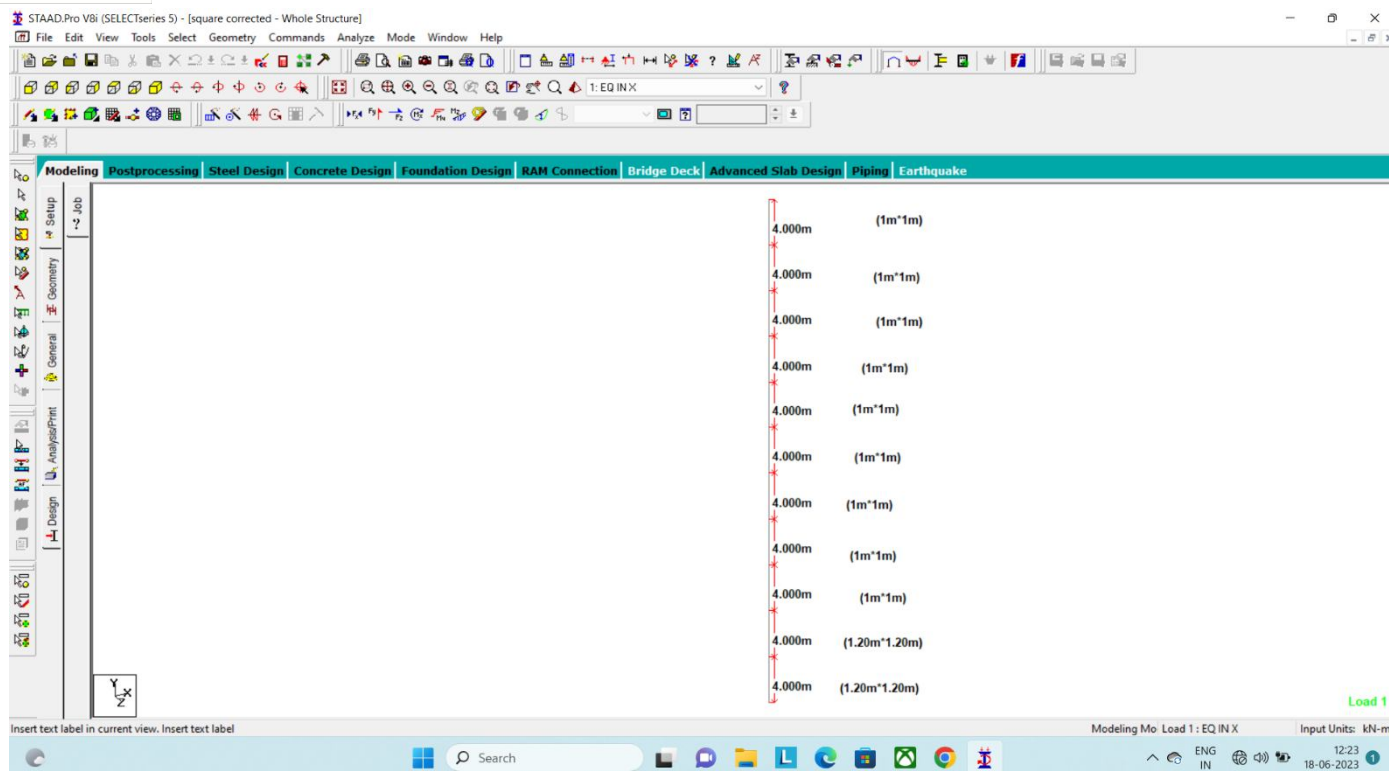 STAAD.Pro V8i (SELECTseries 5) - [square corrected - Whole Structure]
File Edit View Tools Select Geometry Commands Analyze Mode Window Help
1: EQ IN X
Modeling Postprocessing Steel Design Concrete Design Foundation Design RAM Connection Bridge Deck Advanced Slab Design Piping Earthquake
Setup
Geometry
General
Analysis/Print
Design
? Job
4.000m (1m*1m)
4.000m (1m*1m)
4.000m (1m*1m)
4.000m (1m*1m)
4.000m (1m*1m)
4.000m (1m*1m)
4.000m (1m*1m)
4.000m (1m*1m)
4.000m (1m*1m)
4.000m (1.20m*1.20m)
4.000m (1.20m*1.20m)
Y
X
Z
Load 1
Insert text label in current view. Insert text label Modeling Mo Load 1 : EQ IN X Input Units: kN-m
Search ENG IN 12:23 18-06-2023 1